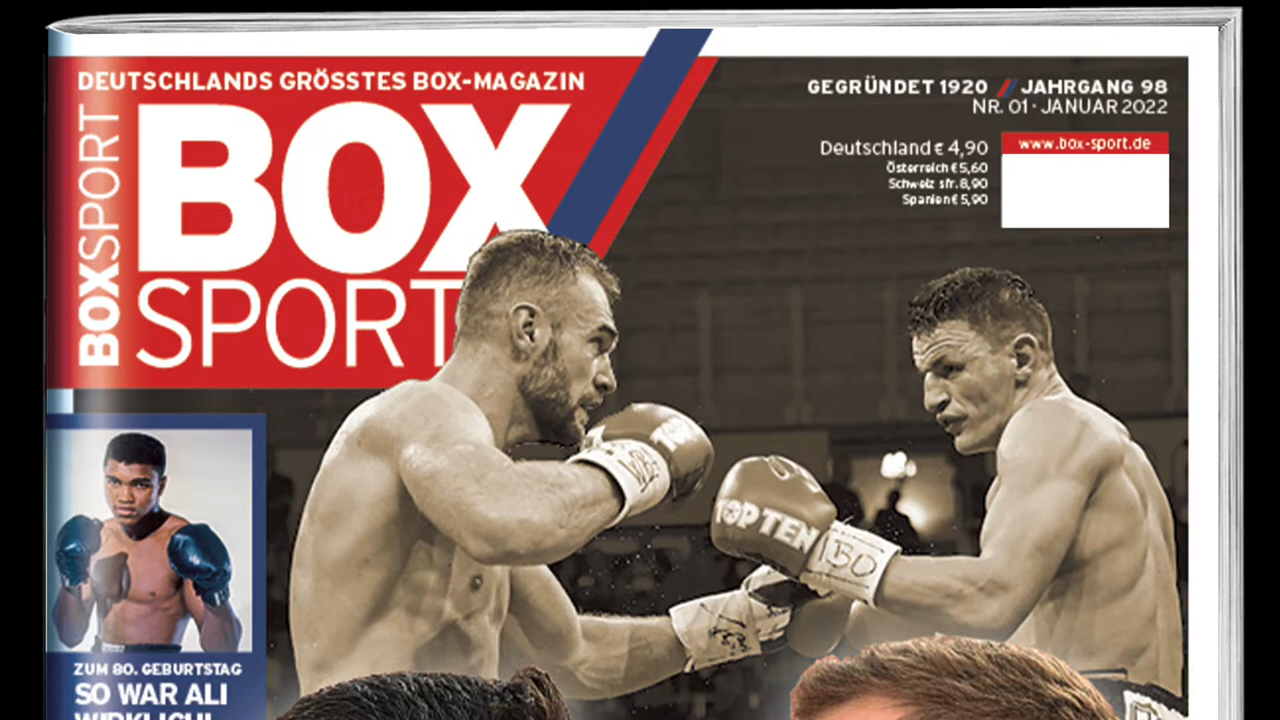 DEUTSCHLANDS GRÖSSTES BOX-MAGAZIN
BOXSPORT
BOX
SPORT
GEGRÜNDET 1920 // JAHRGANG 98
NR. 01 · JANUAR 2022
Deutschland € 4,90
Österreich € 5,60
Schweiz sfr. 8,90
Spanien € 5,90
www.box-sport.de
TOP TEN
IBO
ZUM 80. GEBURTSTAG
SO WAR ALI
WIRKLICH!